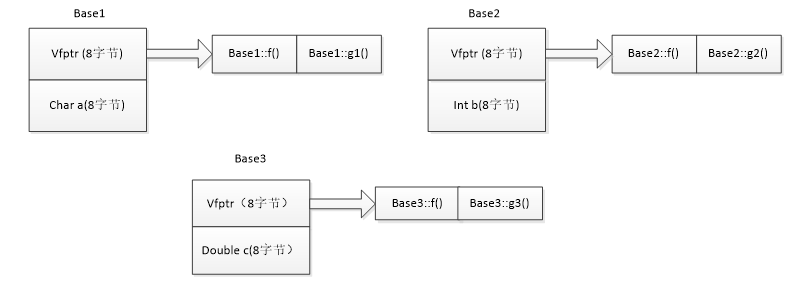 Base1
Base2
Vfptr (8字节)
Base1::f()
Base1::g1()
Vfptr (8字节)
Base2::f()
Base2::g2()
Char a(8字节)
Int b(8字节)
Base3
Vfptr（8字节）
Base3::f()
Base3::g3()
Double c(8字节）